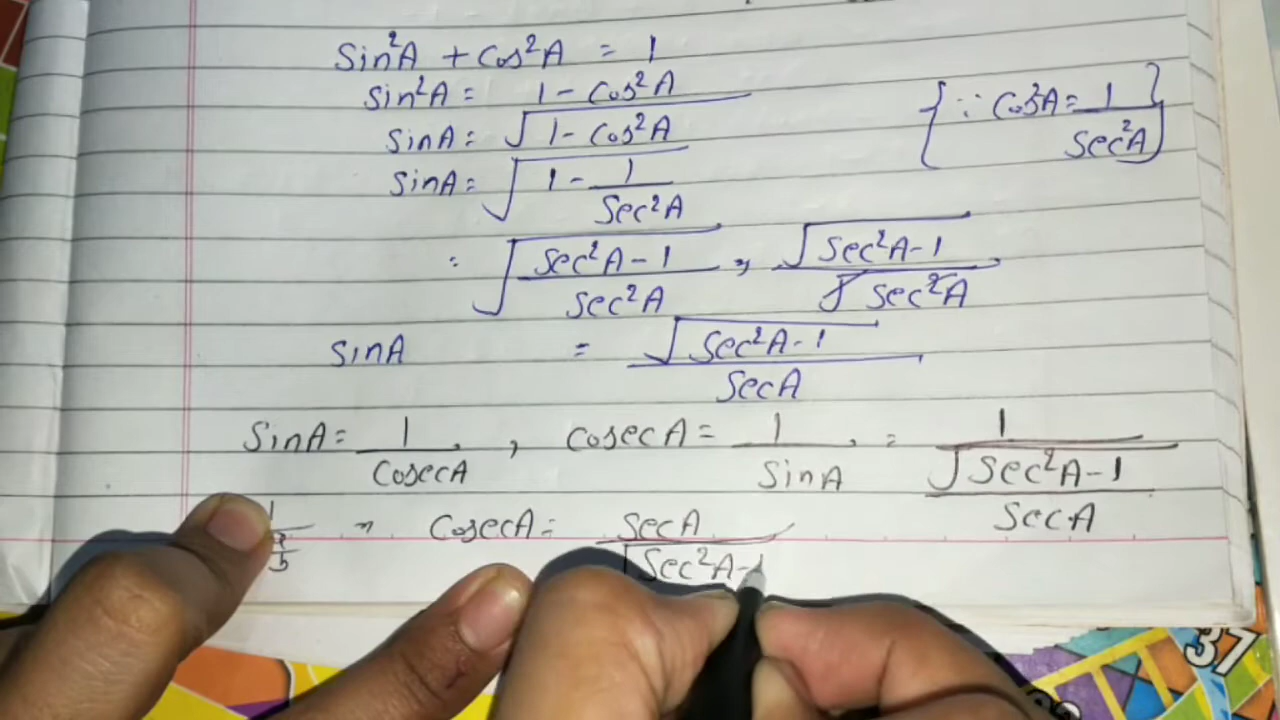 Sin²A + Cos²A = 1
Sin²A = 1 - Cos²A
SinA = √(1 - Cos²A) { ∵ Cos²A = 1/Sec²A }
SinA = √(1 - 1/Sec²A)
= √((Sec²A - 1)/Sec²A) , √(Sec²A - 1)/√Sec²A
SinA = √(Sec²A - 1)/SecA
SinA = 1/CosecA , CosecA = 1/SinA = 1/(√(Sec²A - 1)/SecA)
CosecA = SecA/√(Sec²A - 1)
37